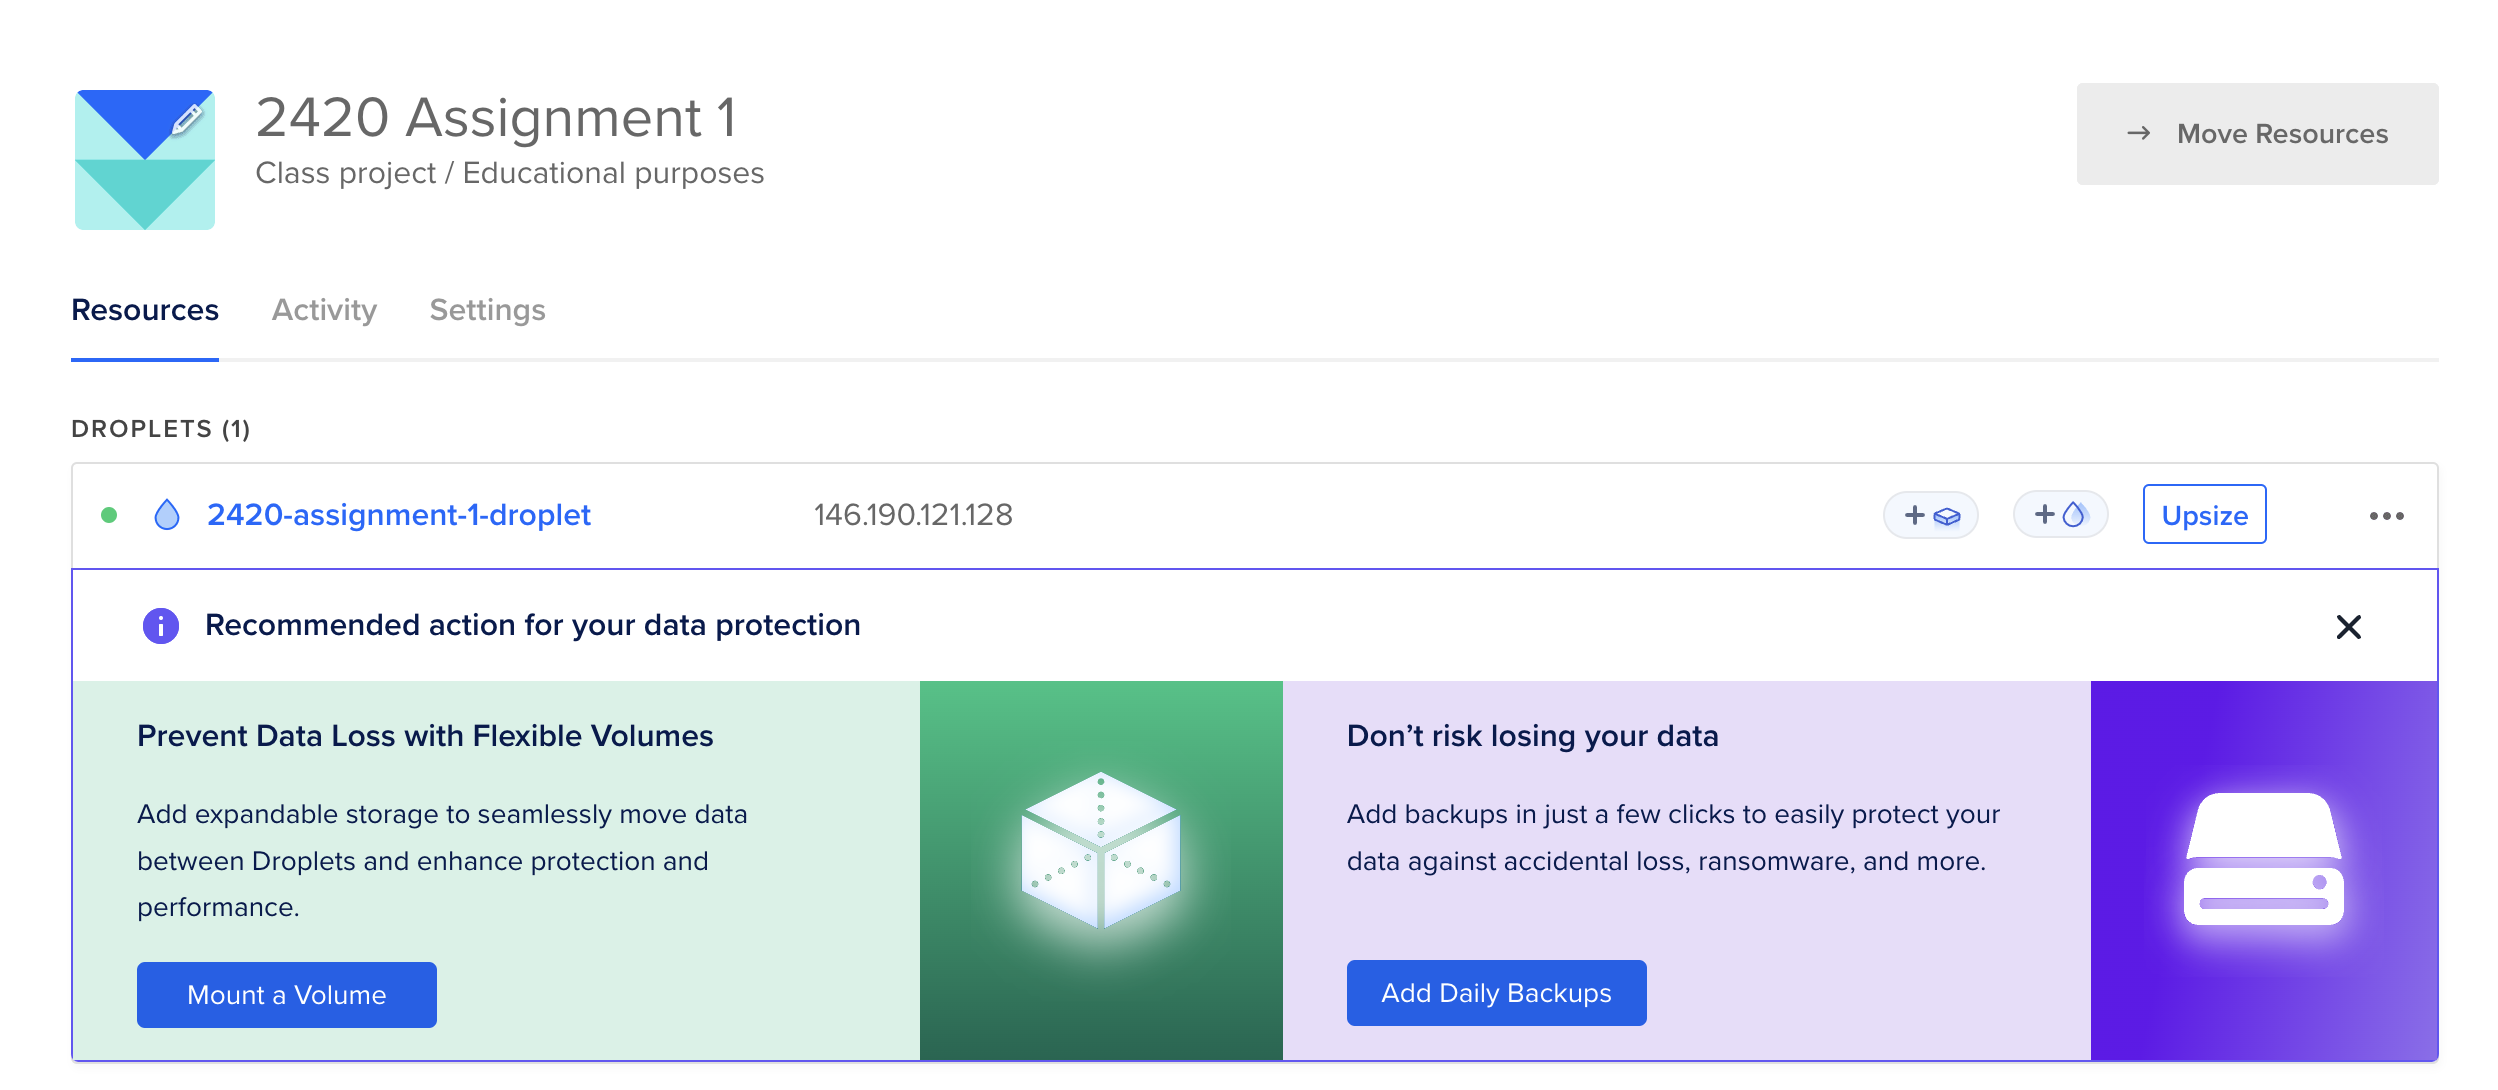 2420 Assignment 1
Class project / Educational purposes
→ Move Resources
Resources Activity Settings
DROPLETS (1)
2420-assignment-1-droplet 146.190.121.128 + + Upsize
Recommended action for your data protection
Prevent Data Loss with Flexible Volumes
Add expandable storage to seamlessly move data
between Droplets and enhance protection and
performance.
Mount a Volume
Don’t risk losing your data
Add backups in just a few clicks to easily protect your
data against accidental loss, ransomware, and more.
Add Daily Backups